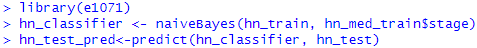 > library(e1071)
> hn_classifier <- naiveBayes(hn_train, hn_med_train$stage)
> hn_test_pred<-predict(hn_classifier, hn_test)